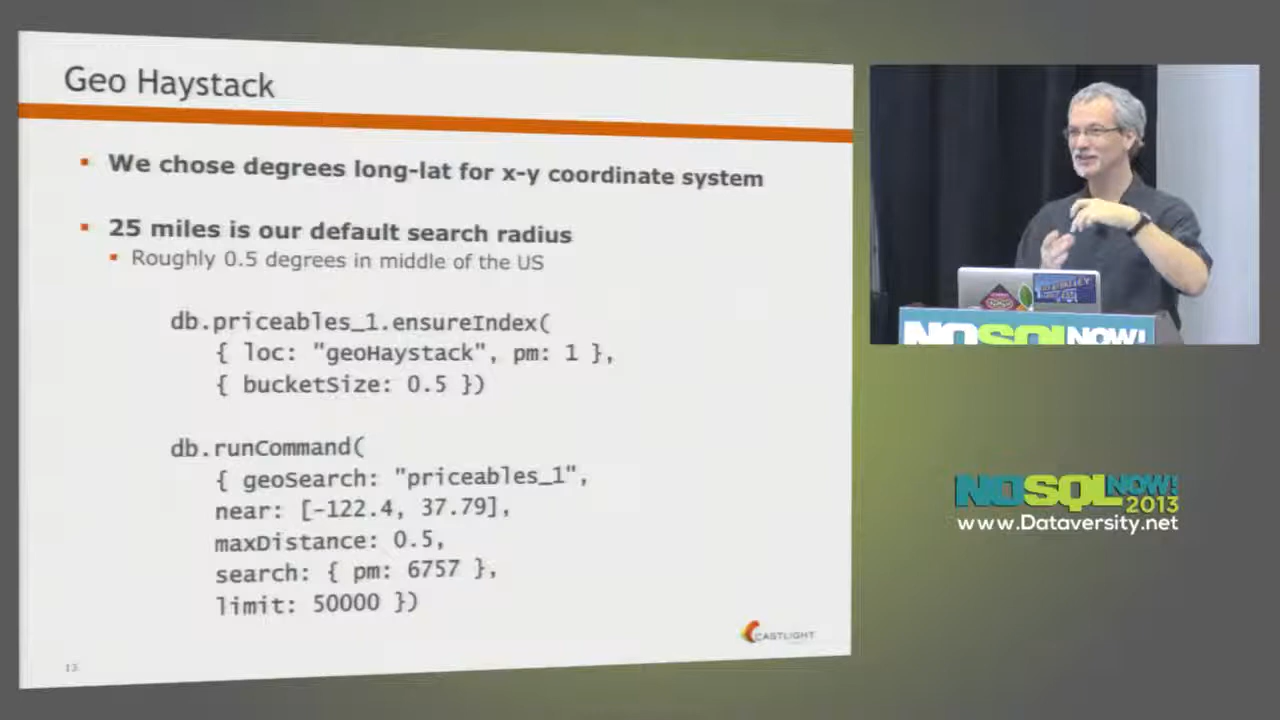 Geo Haystack
We chose degrees long-lat for x-y coordinate system
25 miles is our default search radius
Roughly 0.5 degrees in middle of the US
db.priceables_1.ensureIndex(
{ loc: "geoHaystack", pm: 1 },
{ bucketSize: 0.5 })
db.runCommand(
{ geoSearch: "priceables_1",
near: [-122.4, 37.79],
maxDistance: 0.5,
search: { pm: 6757 },
limit: 50000 })
CASTLIGHT
13
NOSQL NOW!
NOSQL NOW!
2013
www.Dataversity.net